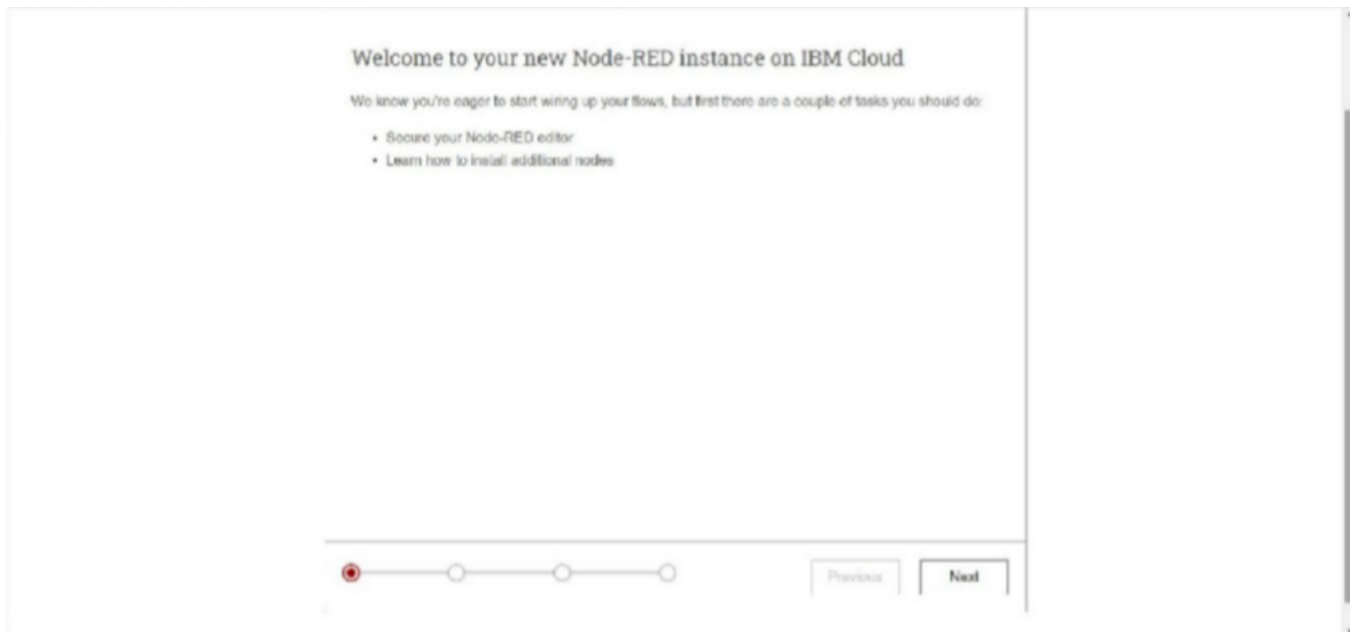 Welcome to your new Node-RED instance on IBM Cloud
We know you're eager to start wiring up your flows, but first there are a couple of tasks you should do:
• Secure your Node-RED editor
• Learn how to install additional nodes
Previous
Next